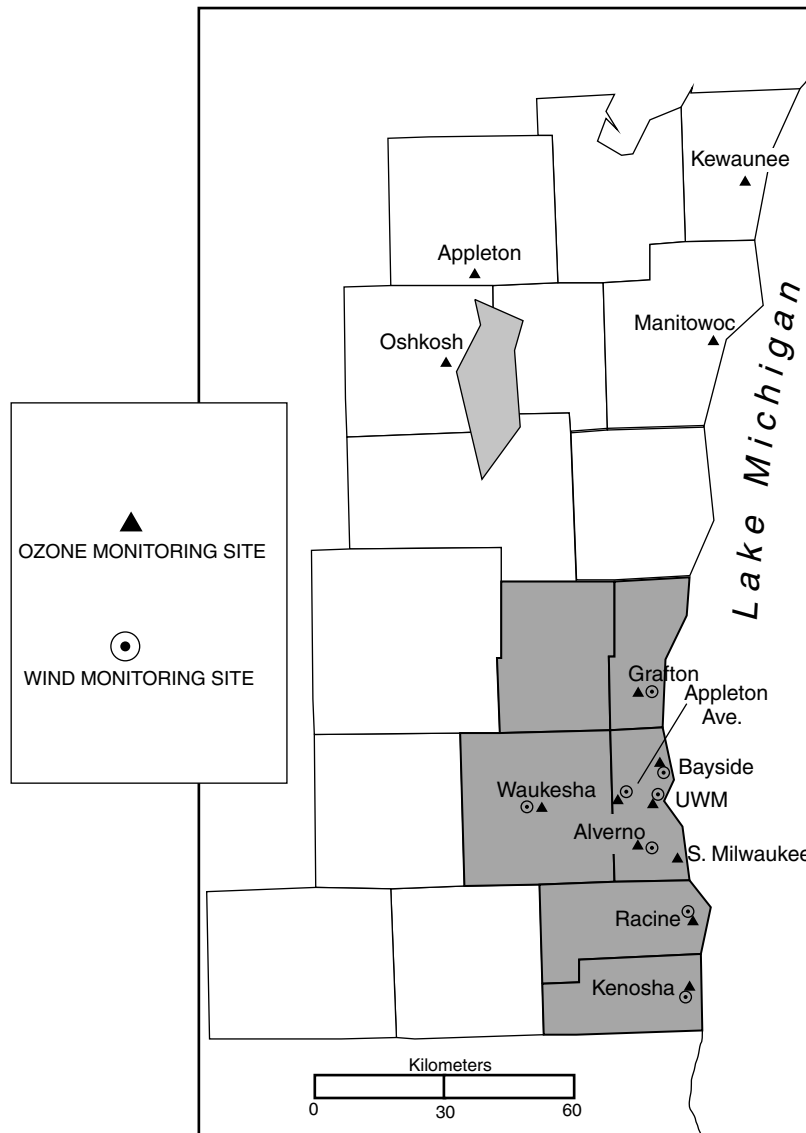 Kewaunee
Appleton
Manitowoc
Oshkosh
Lake Michigan
OZONE MONITORING SITE
WIND MONITORING SITE
Grafton
Appleton
Ave.
Bayside
Waukesha
UWM
Alverno
S. Milwaukee
Racine
Kenosha
Kilometers
0 30 60